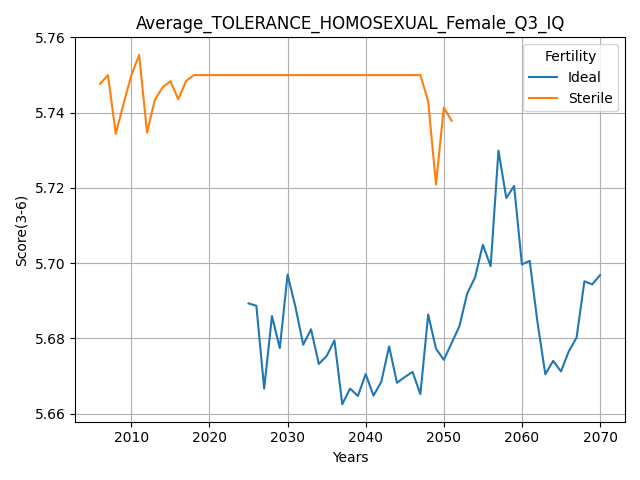 Average_TOLERANCE_HOMOSEXUAL_Female_Q3_IQ
Score(3-6)
5.76
5.74
5.72
5.70
5.68
5.66
Fertility
Ideal
Sterile
2010 2020 2030 2040 2050 2060 2070
Years